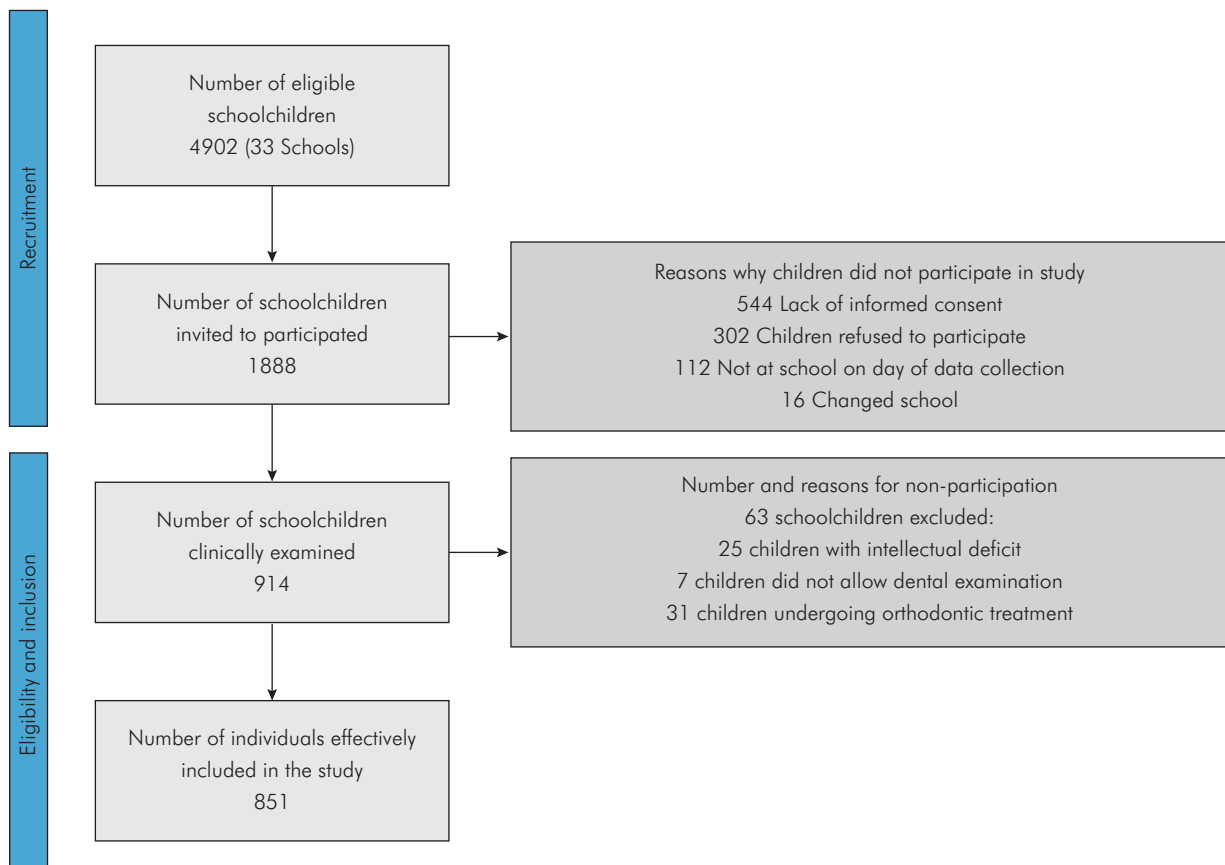 Recruitment
Number of eligible
schoolchildren
4902 (33 Schools)
Number of schoolchildren
invited to participated
1888
Reasons why children did not participate in study
544 Lack of informed consent
302 Children refused to participate
112 Not at school on day of data collection
16 Changed school
Eligibility and inclusion
Number of schoolchildren
clinically examined
914
Number and reasons for non-participation
63 schoolchildren excluded:
25 children with intellectual deficit
7 children did not allow dental examination
31 children undergoing orthodontic treatment
Number of individuals effectively
included in the study
851